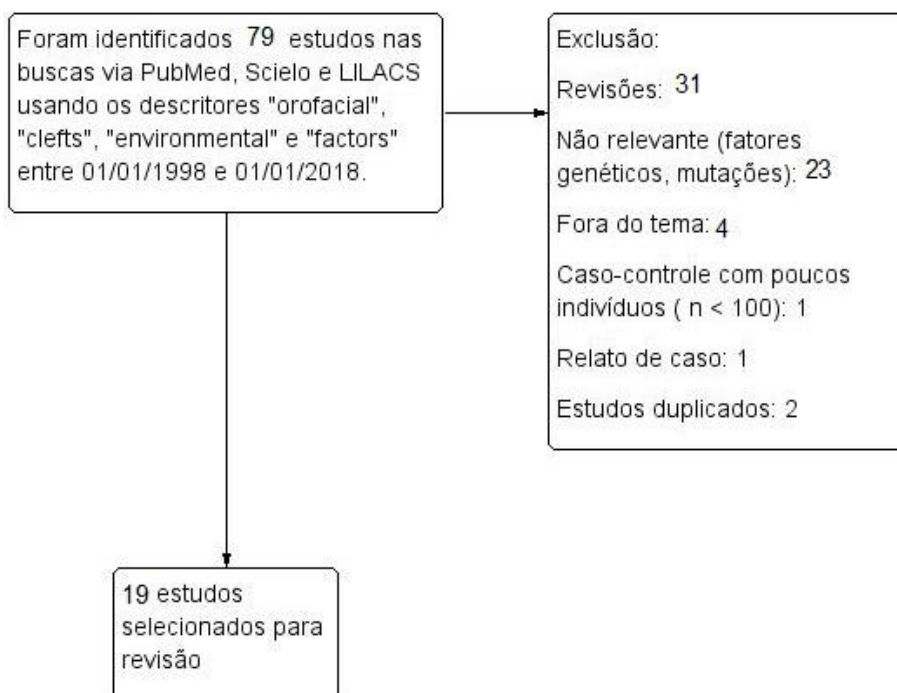 Foram identificados 79 estudos nas
buscas via PubMed, Scielo e LILACS
usando os descritores "orofacial",
"clefts", "environmental" e "factors"
entre 01/01/1998 e 01/01/2018.
Exclusão:
Revisões: 31
Não relevante (fatores
genéticos, mutações): 23
Fora do tema: 4
Caso-controle com poucos
indivíduos ( n < 100): 1
Relato de caso: 1
Estudos duplicados: 2
19 estudos
selecionados para
revisão